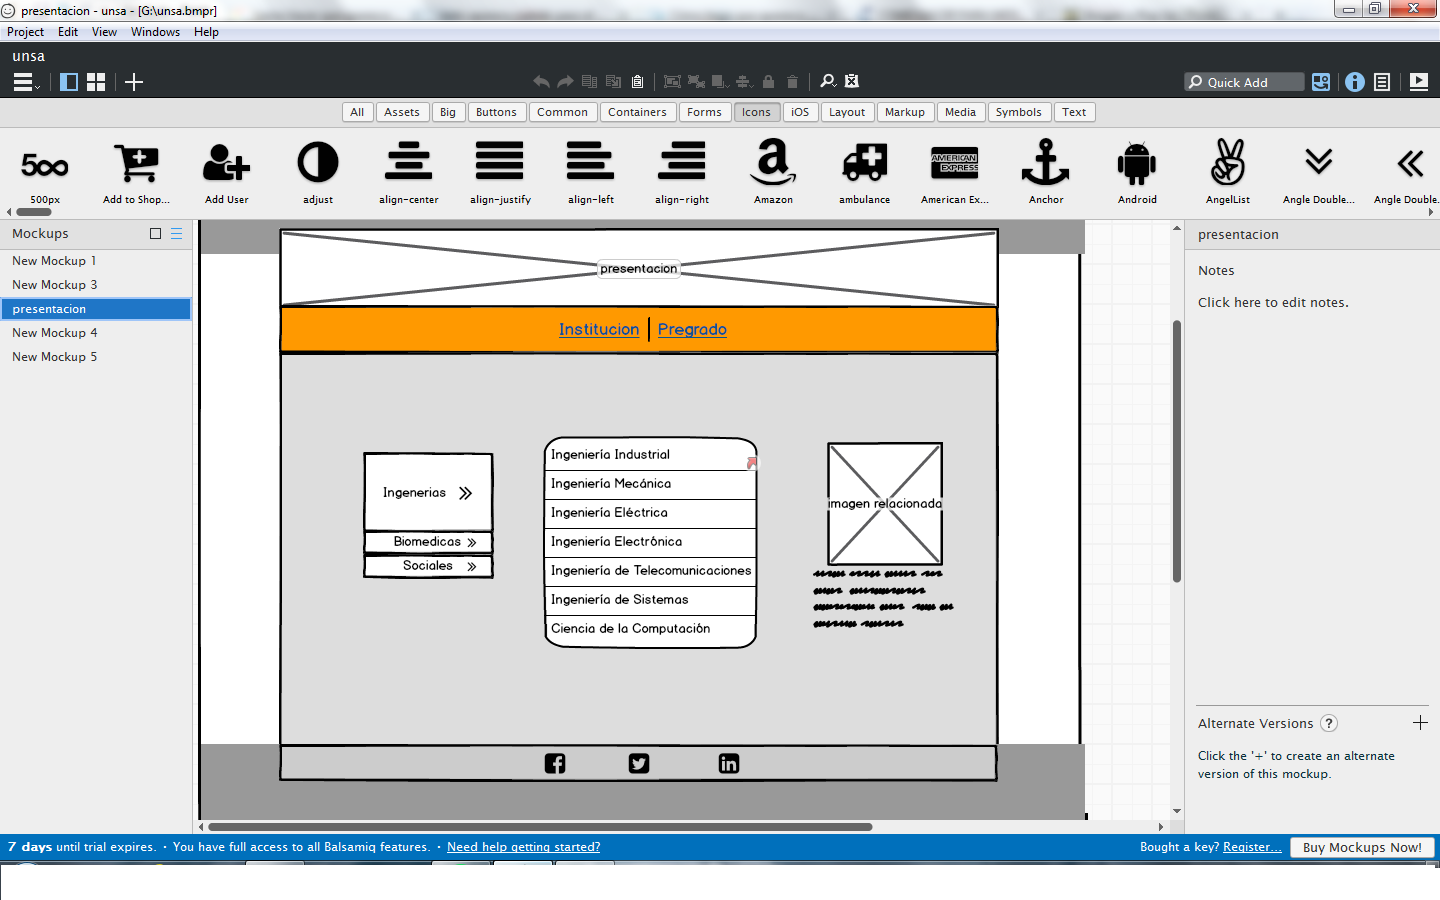 presentacion - unsa - [G:\unsa.bmpr]
Project Edit View Windows Help
unsa
Quick Add
All Assets Big Buttons Common Containers Forms Icons iOS Layout Markup Media Symbols Text
500
AMERICAN EXPRESS
500px Add to Shop... Add User adjust align-center align-justify align-left align-right Amazon ambulance American Ex... Anchor Android AngelList Angle Double... Angle Double.
Mockups
New Mockup 1
New Mockup 3
presentacion
New Mockup 4
New Mockup 5
presentacion
Institucion Pregrado
Ingenerias
Biomedicas
Sociales
Ingeniería Industrial
Ingeniería Mecánica
Ingeniería Eléctrica
Ingeniería Electrónica
Ingeniería de Telecomunicaciones
Ingeniería de Sistemas
Ciencia de la Computación
imagen relacionada
presentacion
Notes
Click here to edit notes.
Alternate Versions ?
Click the '+' to create an alternate
version of this mockup.
7 days until trial expires. · You have full access to all Balsamiq features. · Need help getting started?
Bought a key? Register... Buy Mockups Now!